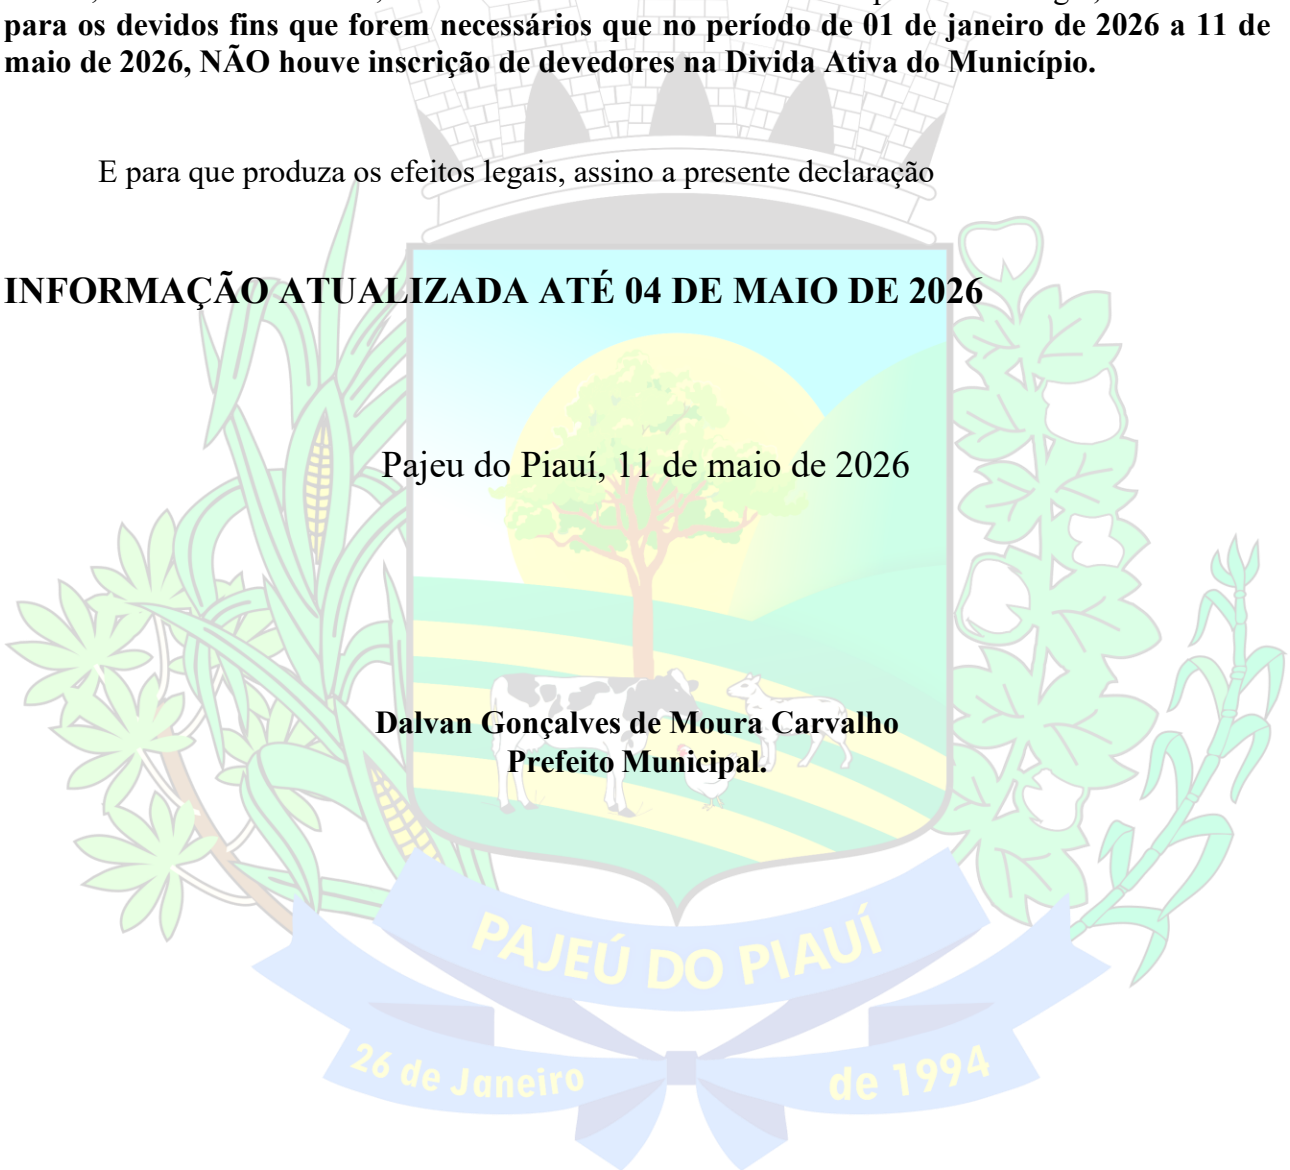 para os devidos fins que forem necessários que no período de 01 de janeiro de 2026 a 11 de
maio de 2026, NÃO houve inscrição de devedores na Divida Ativa do Município.
E para que produza os efeitos legais, assino a presente declaração
INFORMAÇÃO ATUALIZADA ATÉ 04 DE MAIO DE 2026
Pajeu do Piauí, 11 de maio de 2026
Dalvan Gonçalves de Moura Carvalho
Prefeito Municipal.
PAJEÚ DO PIAUÍ
26 de Janeiro de 1994